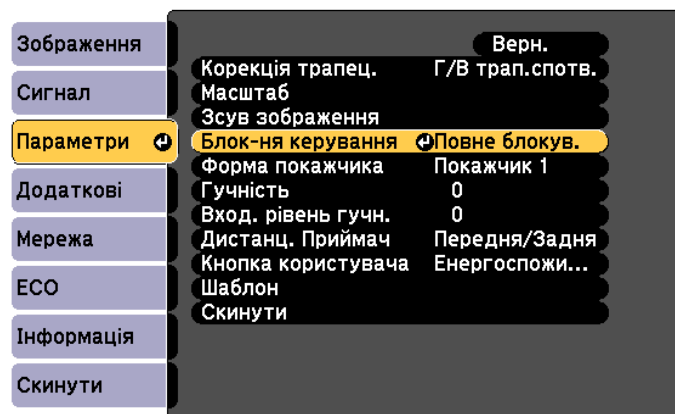 Зображення
Сигнал
Параметри
Додаткові
Мережа
ECO
Інформація
Скинути
Верн.
Корекція трапец. Г/В трап.спотв.
Масштаб
Зсув зображення
Блок-ня керування Повне блокув.
Форма покажчика Покажчик 1
Гучність 0
Вход. рівень гучн. 0
Дистанц. Приймач Передня/Задня
Кнопка користувача Енергоспожи...
Шаблон
Скинути